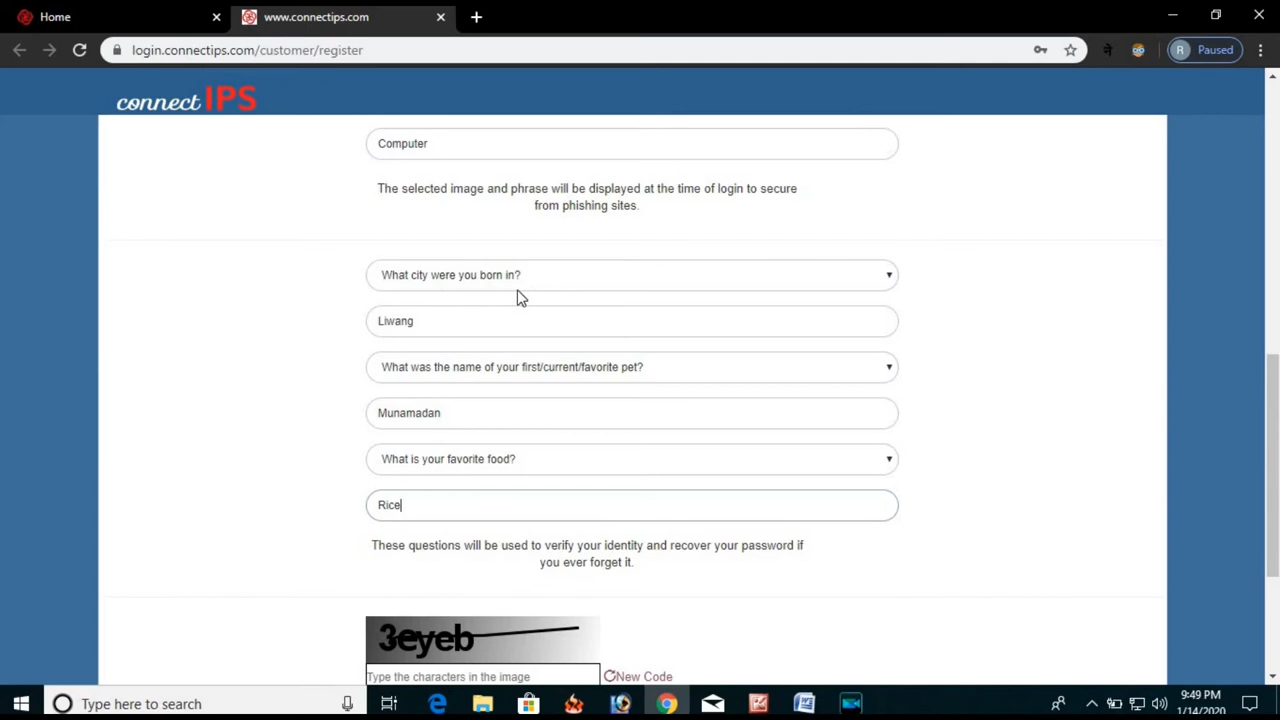 Home
www.connectips.com
login.connectips.com/customer/register
R Paused
connect IPS
Computer
The selected image and phrase will be displayed at the time of login to secure
from phishing sites.
What city were you born in?
Liwang
What was the name of your first/current/favorite pet?
Munamadan
What is your favorite food?
Rice
These questions will be used to verify your identity and recover your password if
you ever forget it.
3eyeb
Type the characters in the image
New Code
Type here to search
9:49 PM
1/14/2020